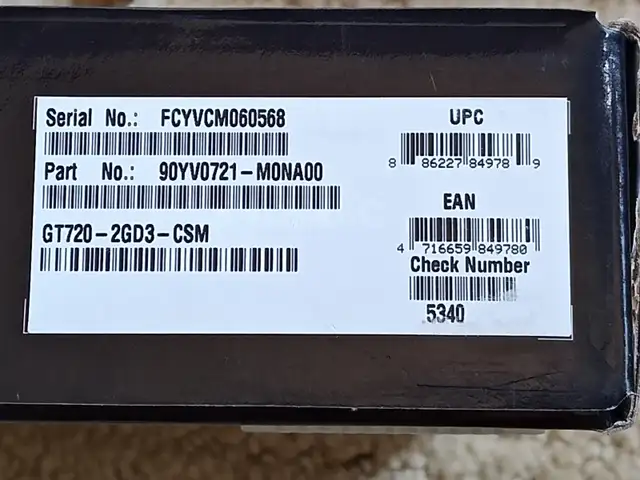 Serial No.: FCYVCM060568
Part No.: 90YV0721-M0NA00
GT720-2GD3-CSM
UPC
8 86227 84978 9
EAN
4 716659 849780
Check Number
5340